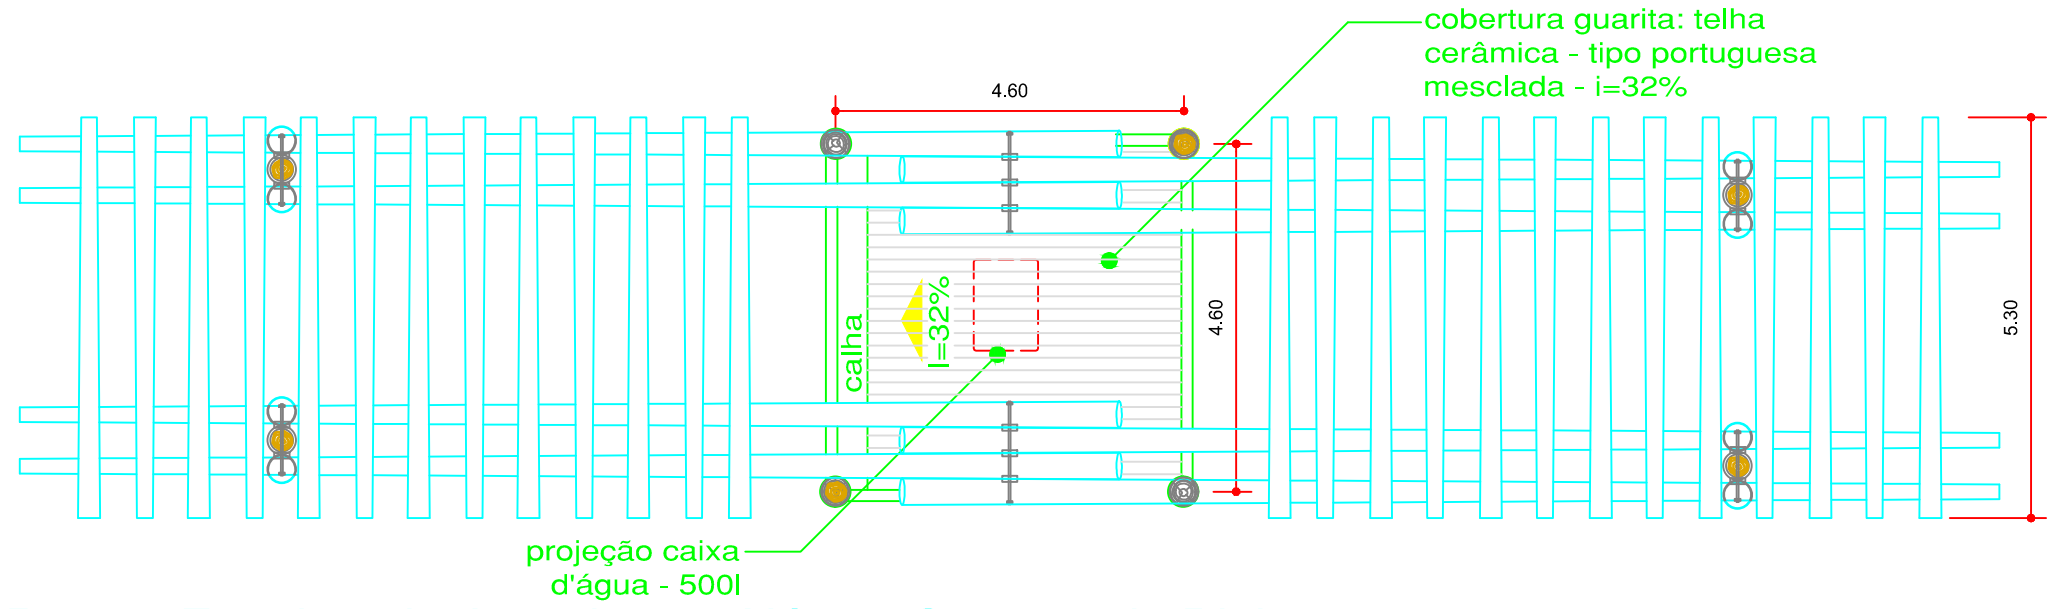 cobertura guarita: telha
cerâmica - tipo portuguesa
mesclada - i=32%
4.60
4.60
5.30
i=32%
calha
projeção caixa
d'água - 500l